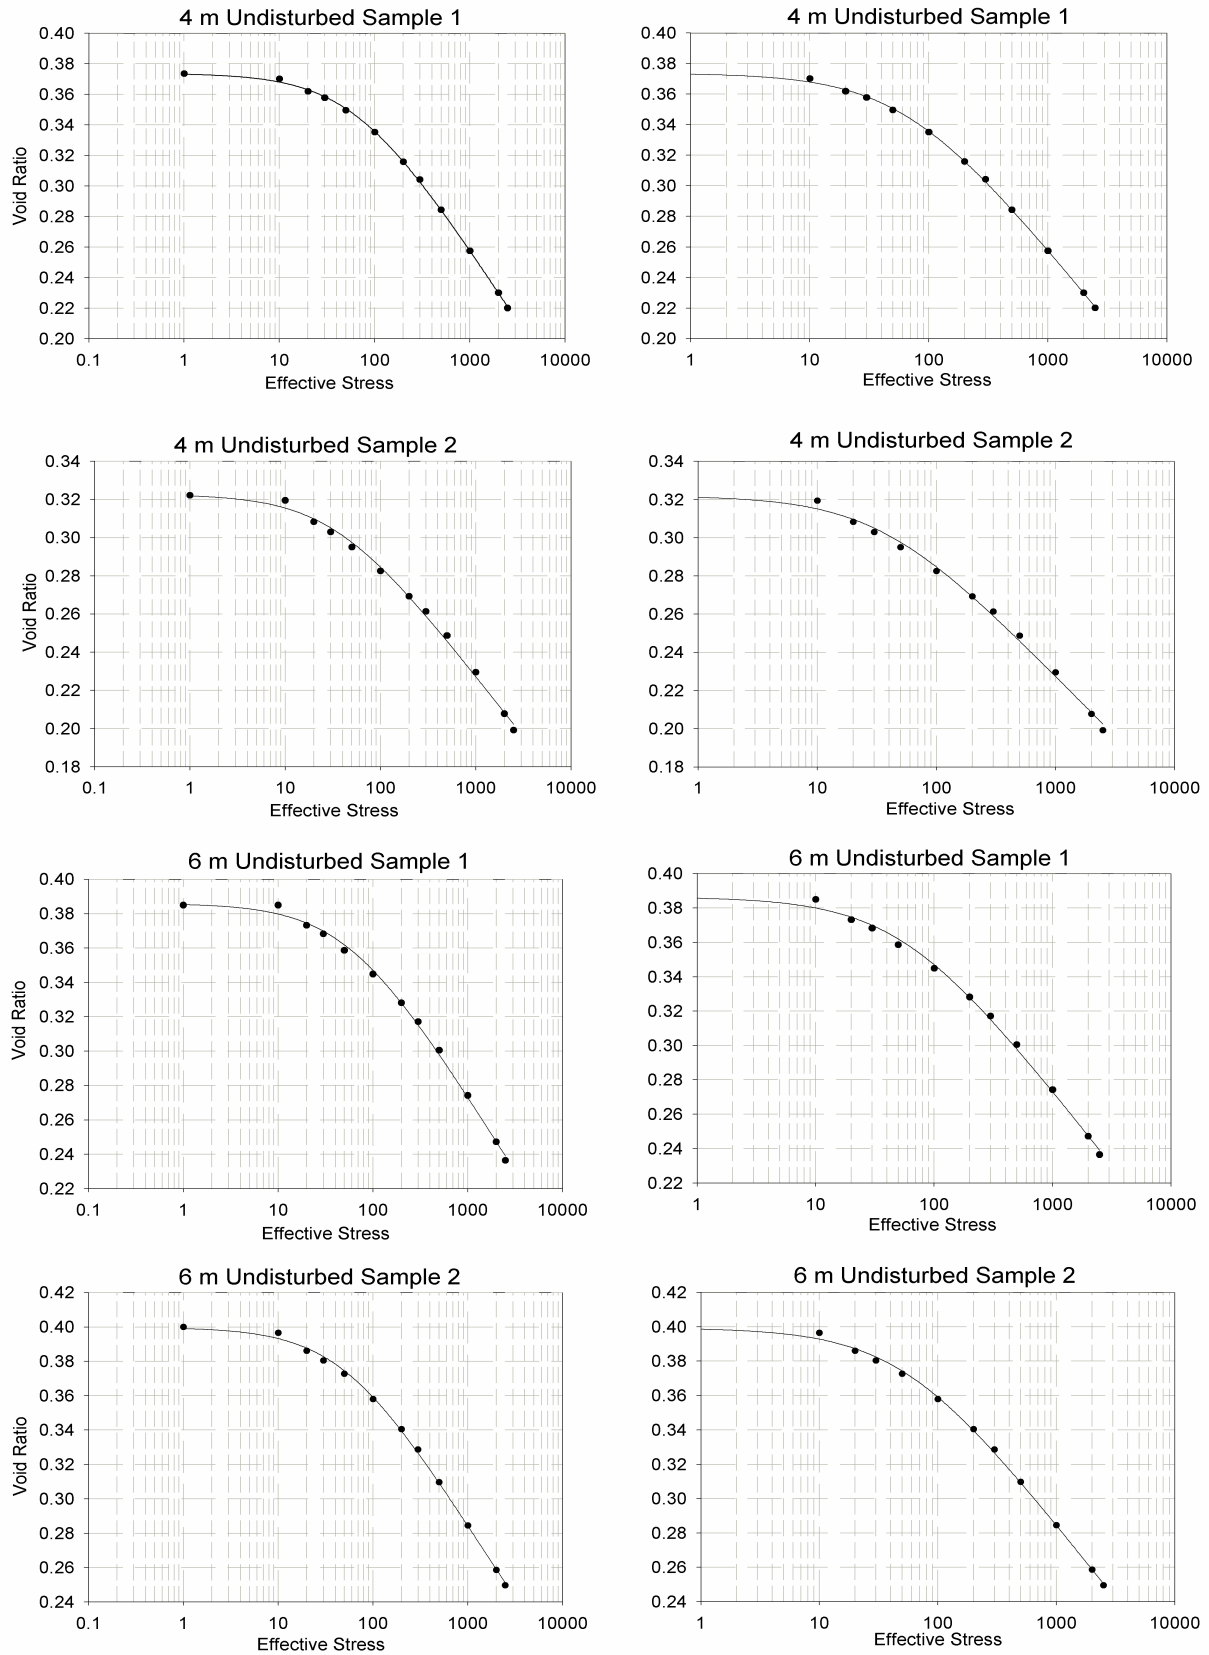 4 m Undisturbed Sample 1
0.40
0.38
0.36
0.34
0.32
0.30
0.28
0.26
0.24
0.22
0.20
Void Ratio
0.1 1 10 100 1000 10000
Effective Stress
4 m Undisturbed Sample 1
0.40
0.38
0.36
0.34
0.32
0.30
0.28
0.26
0.24
0.22
0.20
1 10 100 1000 10000
Effective Stress
4 m Undisturbed Sample 2
0.34
0.32
0.30
0.28
0.26
0.24
0.22
0.20
0.18
Void Ratio
0.1 1 10 100 1000 10000
Effective Stress
4 m Undisturbed Sample 2
0.34
0.32
0.30
0.28
0.26
0.24
0.22
0.20
0.18
1 10 100 1000 10000
Effective Stress
6 m Undisturbed Sample 1
0.40
0.38
0.36
0.34
0.32
0.30
0.28
0.26
0.24
0.22
Void Ratio
0.1 1 10 100 1000 10000
Effective Stress
6 m Undisturbed Sample 1
0.40
0.38
0.36
0.34
0.32
0.30
0.28
0.26
0.24
0.22
1 10 100 1000 10000
Effective Stress
6 m Undisturbed Sample 2
0.42
0.40
0.38
0.36
0.34
0.32
0.30
0.28
0.26
0.24
Void Ratio
0.1 1 10 100 1000 10000
Effective Stress
6 m Undisturbed Sample 2
0.42
0.40
0.38
0.36
0.34
0.32
0.30
0.28
0.26
0.24
1 10 100 1000 10000
Effective Stress